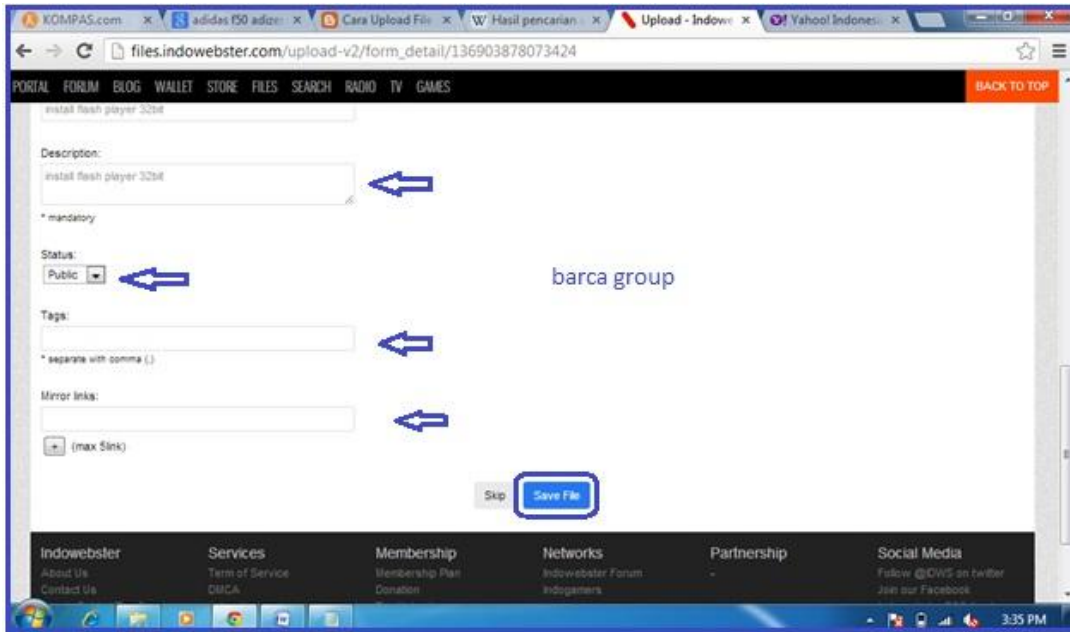 KOMPAS.com
adidas f50 adizer
Cara Upload File
Hasil pencarian
Upload - Indowe
Yahoo! Indones
files.indowebster.com/upload-v2/form_detail/136903878073424
PORTAL FORUM BLOG WALLET STORE FILES SEARCH RADIO TV GAMES
BACK TO TOP
install flash player 32bit
Description:
install flash player 32bit
* mandatory
Status:
Public
barca group
Tags:
* separate with comma (,)
Mirror links:
+ (max 5link)
Skip Save File
Indowebster Services Membership Networks Partnership Social Media
About Us Term of Service Membership Plan Indowebster Forum - Follow @IDWS on twitter
Contact Us DMCA Donation Indogamers Join our Facebook
3:35 PM